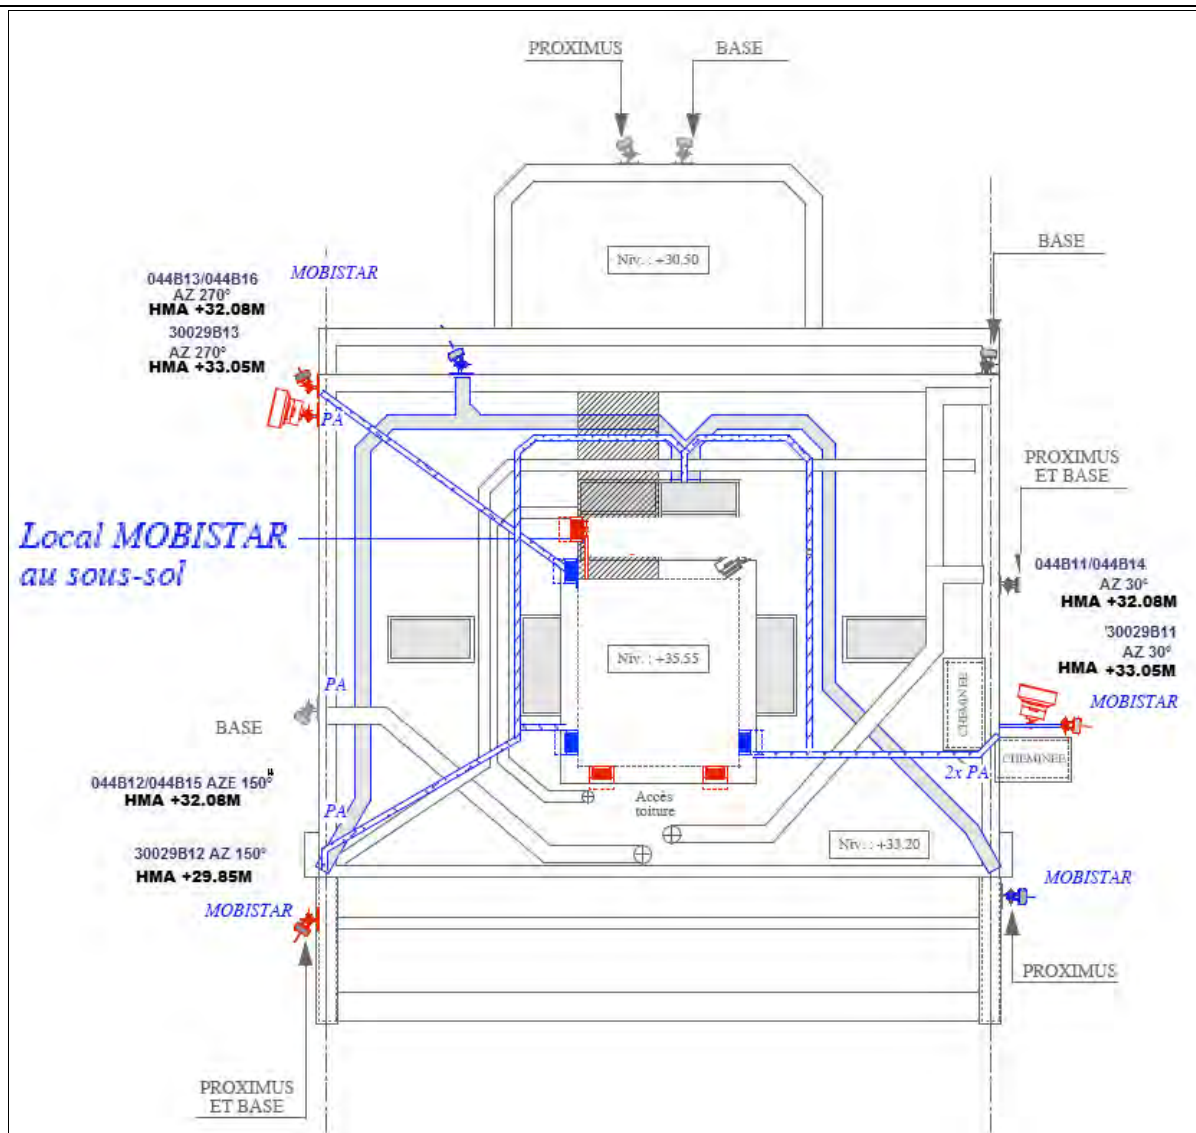 PROXIMUS
BASE
Niv. : +30.50
BASE
044B13/044B16
AZ 270°
HMA +32.08M
MOBISTAR
30029B13
AZ 270°
HMA +33.05M
PA
PROXIMUS
ET BASE
Local MOBISTAR
au sous-sol
044B11/044B14
AZ 30°
HMA +32.08M
'30029B11
AZ 30°
HMA +33.05M
MOBISTAR
Niv. : +35.55
CHEMINEE
PA
BASE
CHEMINEE
2x PA
044B12/044B15 AZE 150°
HMA +32.08M
PA
Accès
toiture
Niv. : +33.20
30029B12 AZ 150°
HMA +29.85M
MOBISTAR
MOBISTAR
PROXIMUS
PROXIMUS
ET BASE